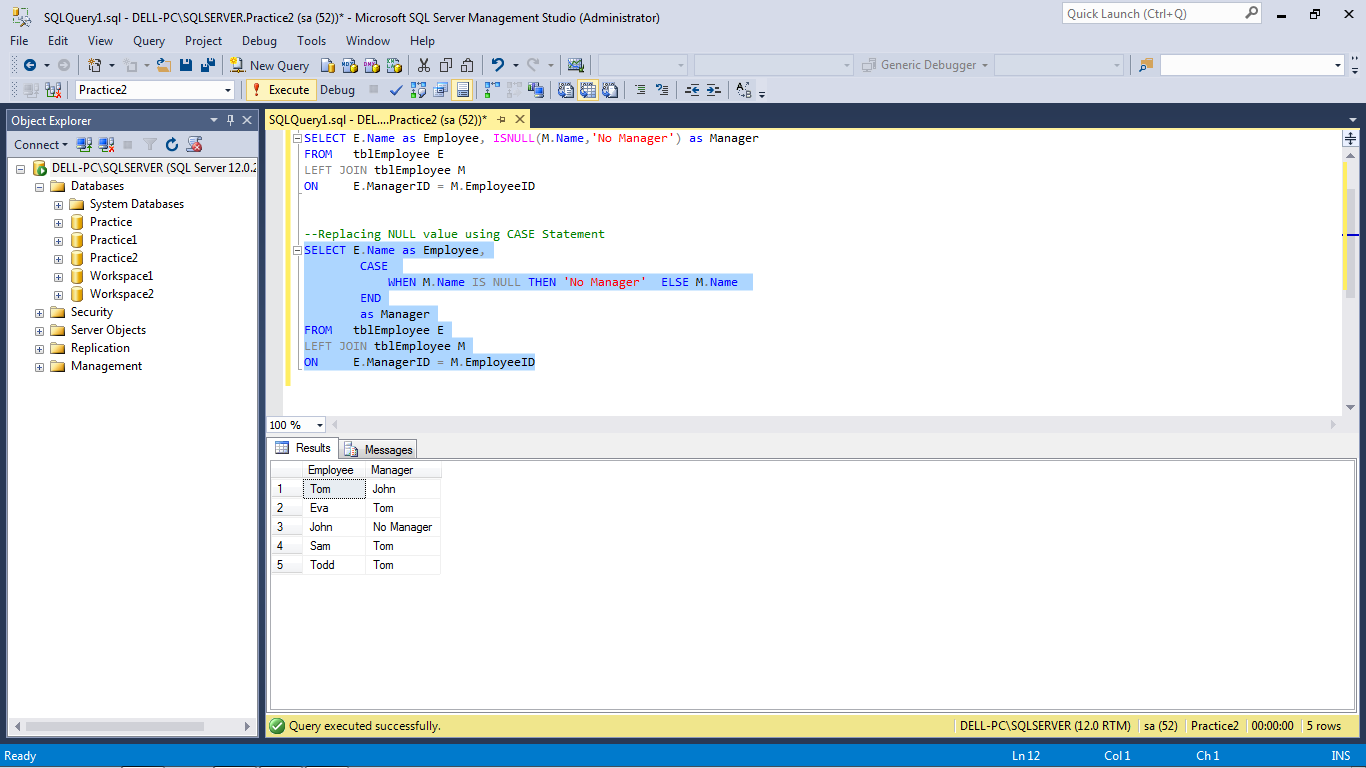 SQLQuery1.sql - DELL-PC\SQLSERVER.Practice2 (sa (52))* - Microsoft SQL Server Management Studio (Administrator)
Quick Launch (Ctrl+Q)
File Edit View Query Project Debug Tools Window Help
New Query
Generic Debugger
Practice2
Execute Debug
Object Explorer
SQLQuery1.sql - DEL....Practice2 (sa (52))*
Connect
DELL-PC\SQLSERVER (SQL Server 12.0.2
Databases
System Databases
Practice
Practice1
Practice2
Workspace1
Workspace2
Security
Server Objects
Replication
Management
SELECT E.Name as Employee, ISNULL(M.Name,'No Manager') as Manager
FROM tblEmployee E
LEFT JOIN tblEmployee M
ON E.ManagerID = M.EmployeeID
--Replacing NULL value using CASE Statement
SELECT E.Name as Employee,
CASE
WHEN M.Name IS NULL THEN 'No Manager' ELSE M.Name
END
as Manager
FROM tblEmployee E
LEFT JOIN tblEmployee M
ON E.ManagerID = M.EmployeeID
100 %
Results Messages
Employee Manager
1 Tom John
2 Eva Tom
3 John No Manager
4 Sam Tom
5 Todd Tom
Query executed successfully.
DELL-PC\SQLSERVER (12.0 RTM) sa (52) Practice2 00:00:00 5 rows
Ready Ln 12 Col 1 Ch 1 INS